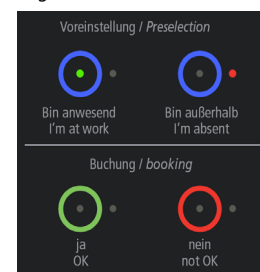 Voreinstellung / Preselection
Bin anwesend Bin außerhalb
I'm at work I'm absent
Buchung / booking
ja nein
OK not OK